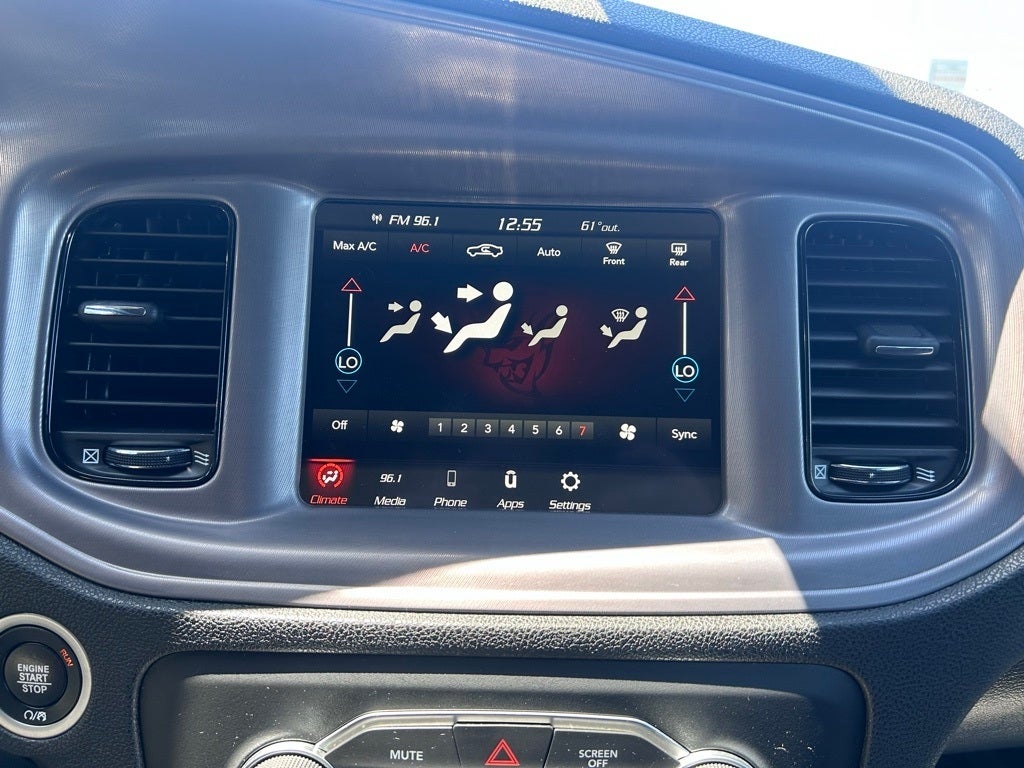 FM 96.1 12:55 61°out.
Max A/C A/C Auto Front Rear
LO LO
Off 1 2 3 4 5 6 7 Sync
96.1
Climate Media Phone Apps Settings
RUN
ENGINE
START
STOP
MUTE SCREEN
OFF